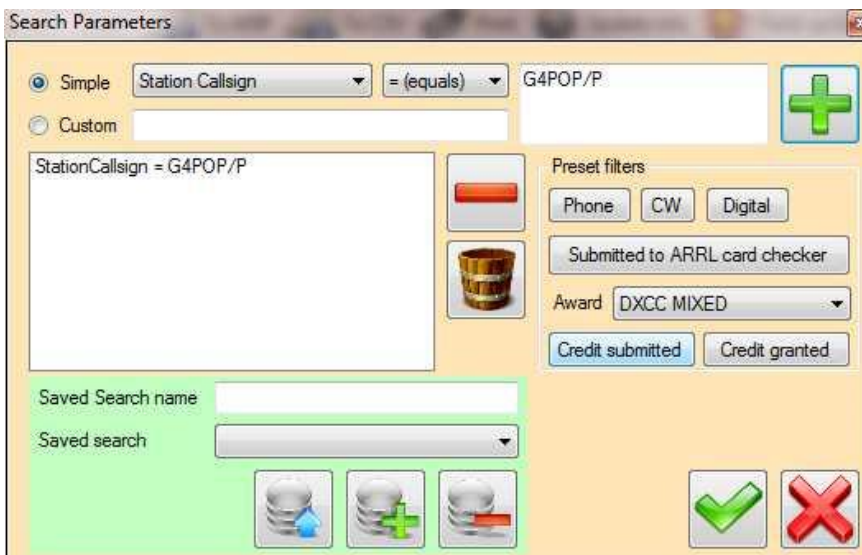 Search Parameters
Simple Station Callsign = (equals) G4POP/P
Custom
StationCallsign = G4POP/P
Preset filters
Phone CW Digital
Submitted to ARRL card checker
Award DXCC MIXED
Credit submitted Credit granted
Saved Search name
Saved search